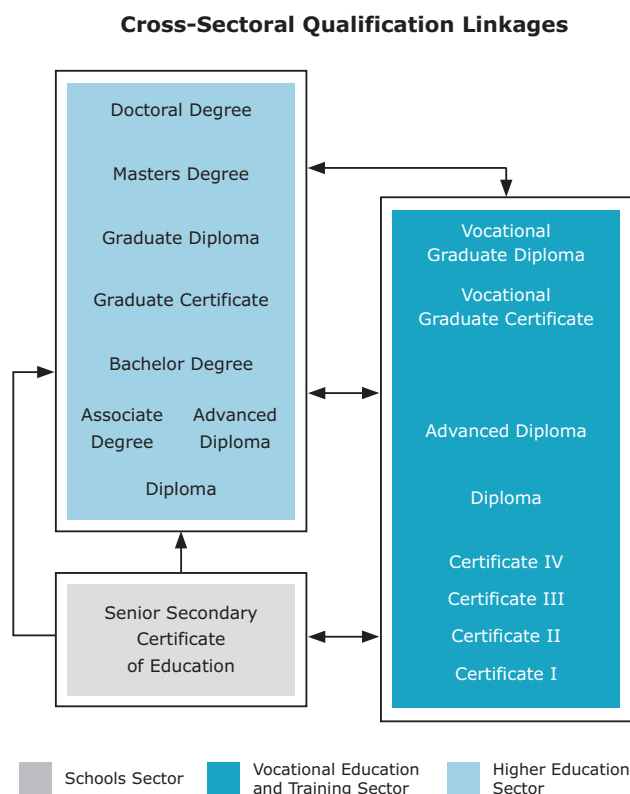 Cross-Sectoral Qualification Linkages
Doctoral Degree
Masters Degree
Graduate Diploma
Graduate Certificate
Bachelor Degree
Associate
Degree
Advanced
Diploma
Diploma
Senior Secondary
Certificate
of Education
Vocational
Graduate Diploma
Vocational
Graduate Certificate
Advanced Diploma
Diploma
Certificate IV
Certificate III
Certificate II
Certificate I
Schools Sector
Vocational Education
and Training Sector
Higher Education
Sector